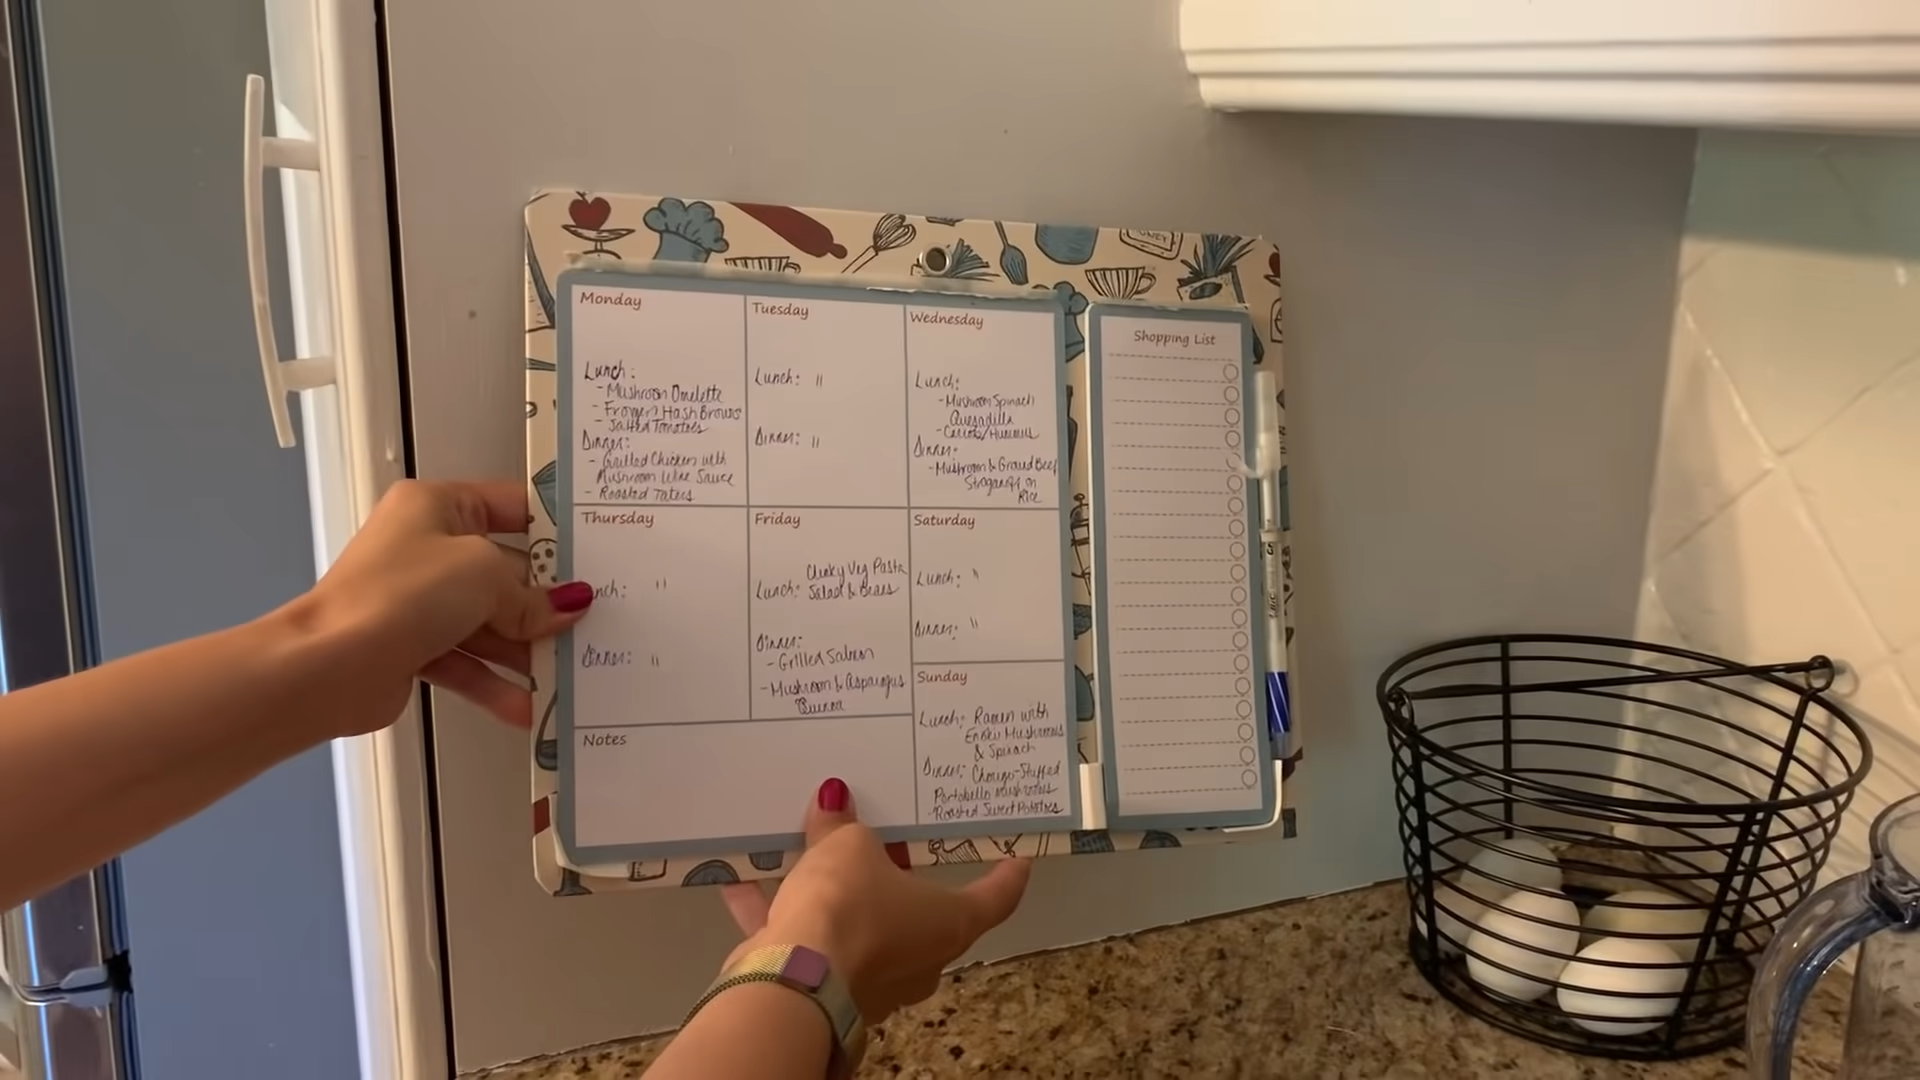 Monday
Lunch:
- Mushroom Omelette
- Frozen Hash Browns
- Salted Tomatoes
Dinner:
- Grilled Chicken with
Mushroom Wine Sauce
- Roasted Taters
Tuesday
Lunch: "
Dinner: "
Wednesday
Lunch:
- Mushroom Spinach
Quesadilla
- Carrots/Hummus
Dinner:
- Mushroom & Ground Beef
Stroganoff on
Rice
Thursday
nch: "
Dinner: "
Friday
Lunch: Chunky Veg Pasta
Salad & Beans
Dinner:
- Grilled Salmon
- Mushroom & Asparagus
Quinoa
Saturday
Lunch: "
Dinner: "
Sunday
Lunch: Ramen with
Enoki Mushrooms
& Spinach
Dinner: Chorizo-Stuffed
Portobello mushrooms
- Roasted Sweet Potatoes
Notes
Shopping List
BIC